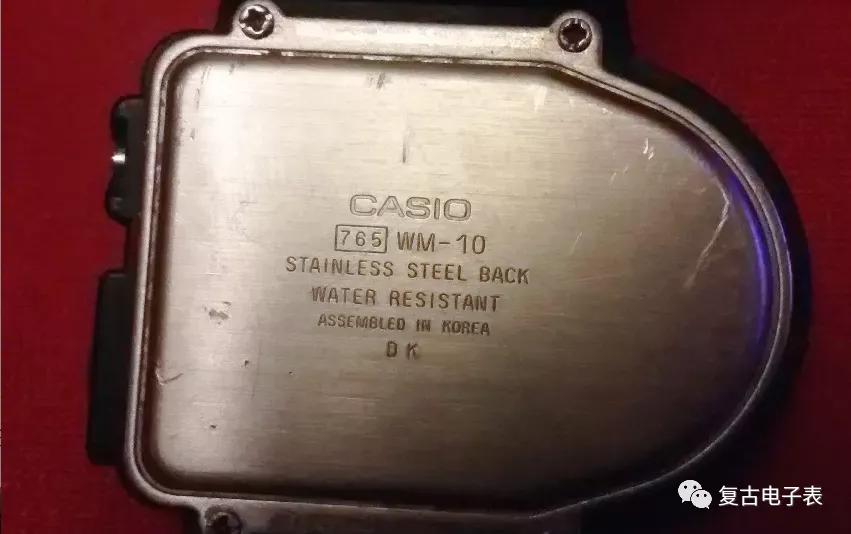 CASIO
765 WM-10
STAINLESS STEEL BACK
WATER RESISTANT
ASSEMBLED IN KOREA
D K
复古电子表